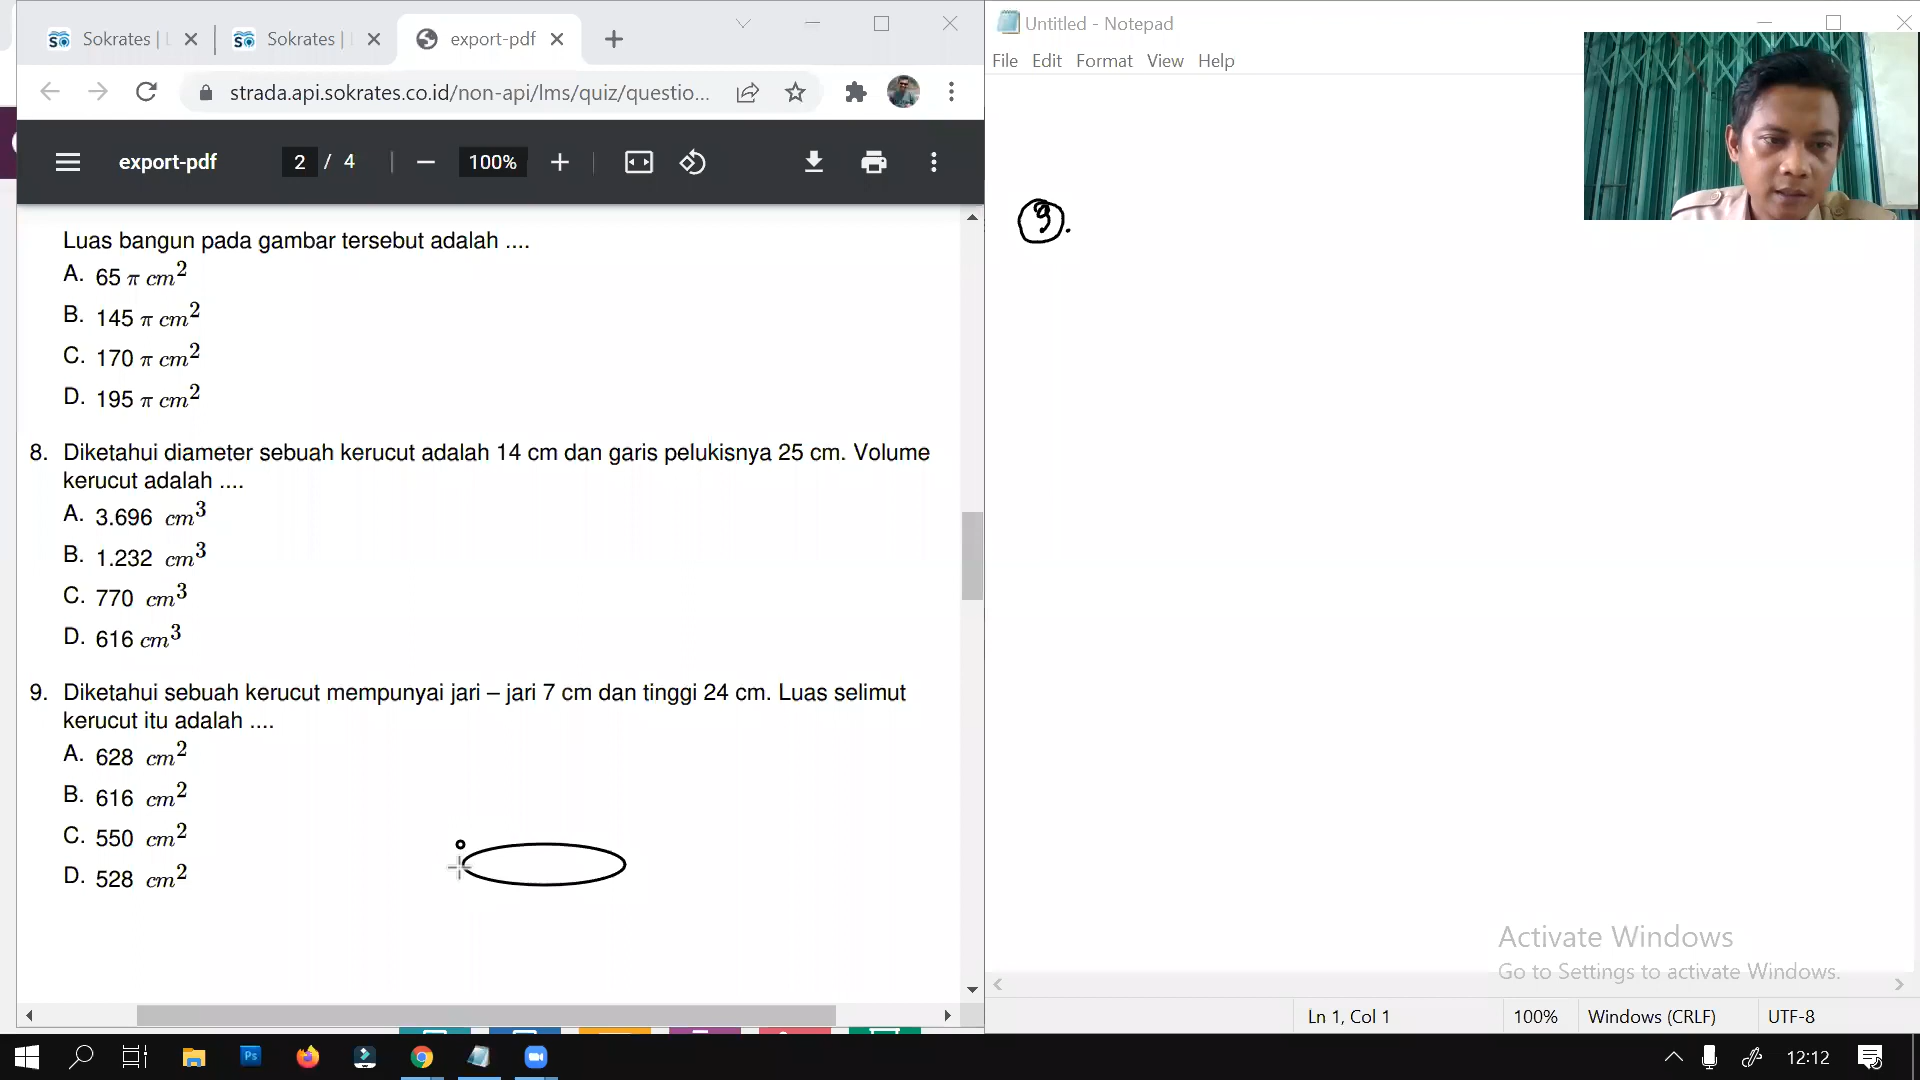 Sokrates | L
Sokrates |
export-pdf
Untitled - Notepad
File Edit Format View Help
strada.api.sokrates.co.id/non-api/lms/quiz/questio...
export-pdf
2 / 4
100%
9.
Luas bangun pada gambar tersebut adalah ....
A. 65 π cm²
B. 145 π cm²
C. 170 π cm²
D. 195 π cm²
8. Diketahui diameter sebuah kerucut adalah 14 cm dan garis pelukisnya 25 cm. Volume
kerucut adalah ....
A. 3.696 cm³
B. 1.232 cm³
C. 770 cm³
D. 616 cm³
9. Diketahui sebuah kerucut mempunyai jari – jari 7 cm dan tinggi 24 cm. Luas selimut
kerucut itu adalah ....
A. 628 cm²
B. 616 cm²
C. 550 cm²
D. 528 cm²
Activate Windows
Go to Settings to activate Windows.
Ln 1, Col 1
100%
Windows (CRLF)
UTF-8
Ps
12:12